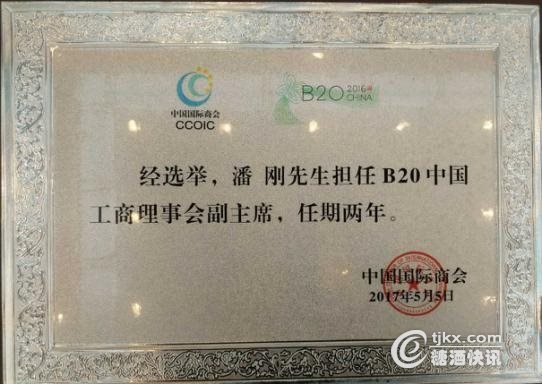 中国国际商会
CCOIC
B20 2016
CHINA
经选举，潘 刚先生担任B20中国
工商理事会副主席，任期两年。
中国国际商会
2017年5月5日
tjkx.com
糖酒快讯